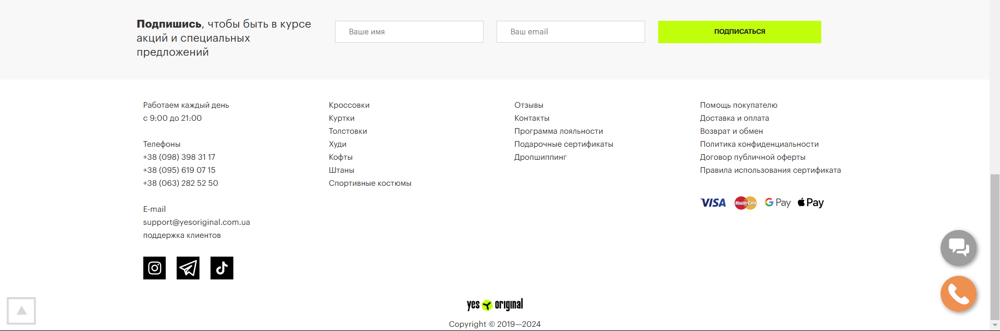 Подпишись, чтобы быть в курсе
акций и специальных
предложений
Ваше имя
Ваш email
ПОДПИСАТЬСЯ
Работаем каждый день
с 9:00 до 21:00
Телефоны
+38 (098) 398 31 17
+38 (095) 619 07 15
+38 (063) 282 52 50
E-mail
support@yesoriginal.com.ua
поддержка клиентов
Кроссовки
Куртки
Толстовки
Худи
Кофты
Штаны
Спортивные костюмы
Отзывы
Контакты
Программа лояльности
Подарочные сертификаты
Дропшиппинг
Помощь покупателю
Доставка и оплата
Возврат и обмен
Политика конфиденциальности
Договор публичной оферты
Правила использования сертификата
VISA MasterCard G Pay Pay
yes original
Copyright © 2019—2024